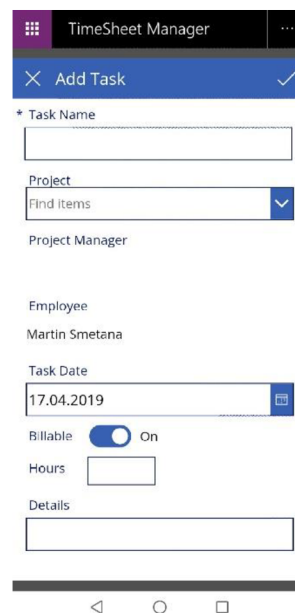 TimeSheet Manager
Add Task
* Task Name
Project
Find items
Project Manager
Employee
Martin Smetana
Task Date
17.04.2019
Billable On
Hours
Details